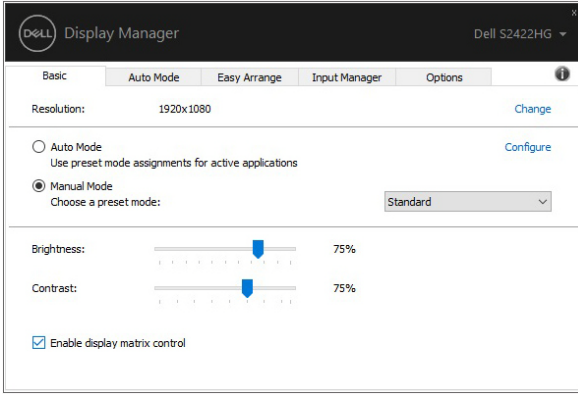 DELL Display Manager
Dell S2422HG
x
Basic Auto Mode Easy Arrange Input Manager Options
Resolution: 1920x1080 Change
Auto Mode Configure
Use preset mode assignments for active applications
Manual Mode
Choose a preset mode: Standard
Brightness: 75%
Contrast: 75%
Enable display matrix control